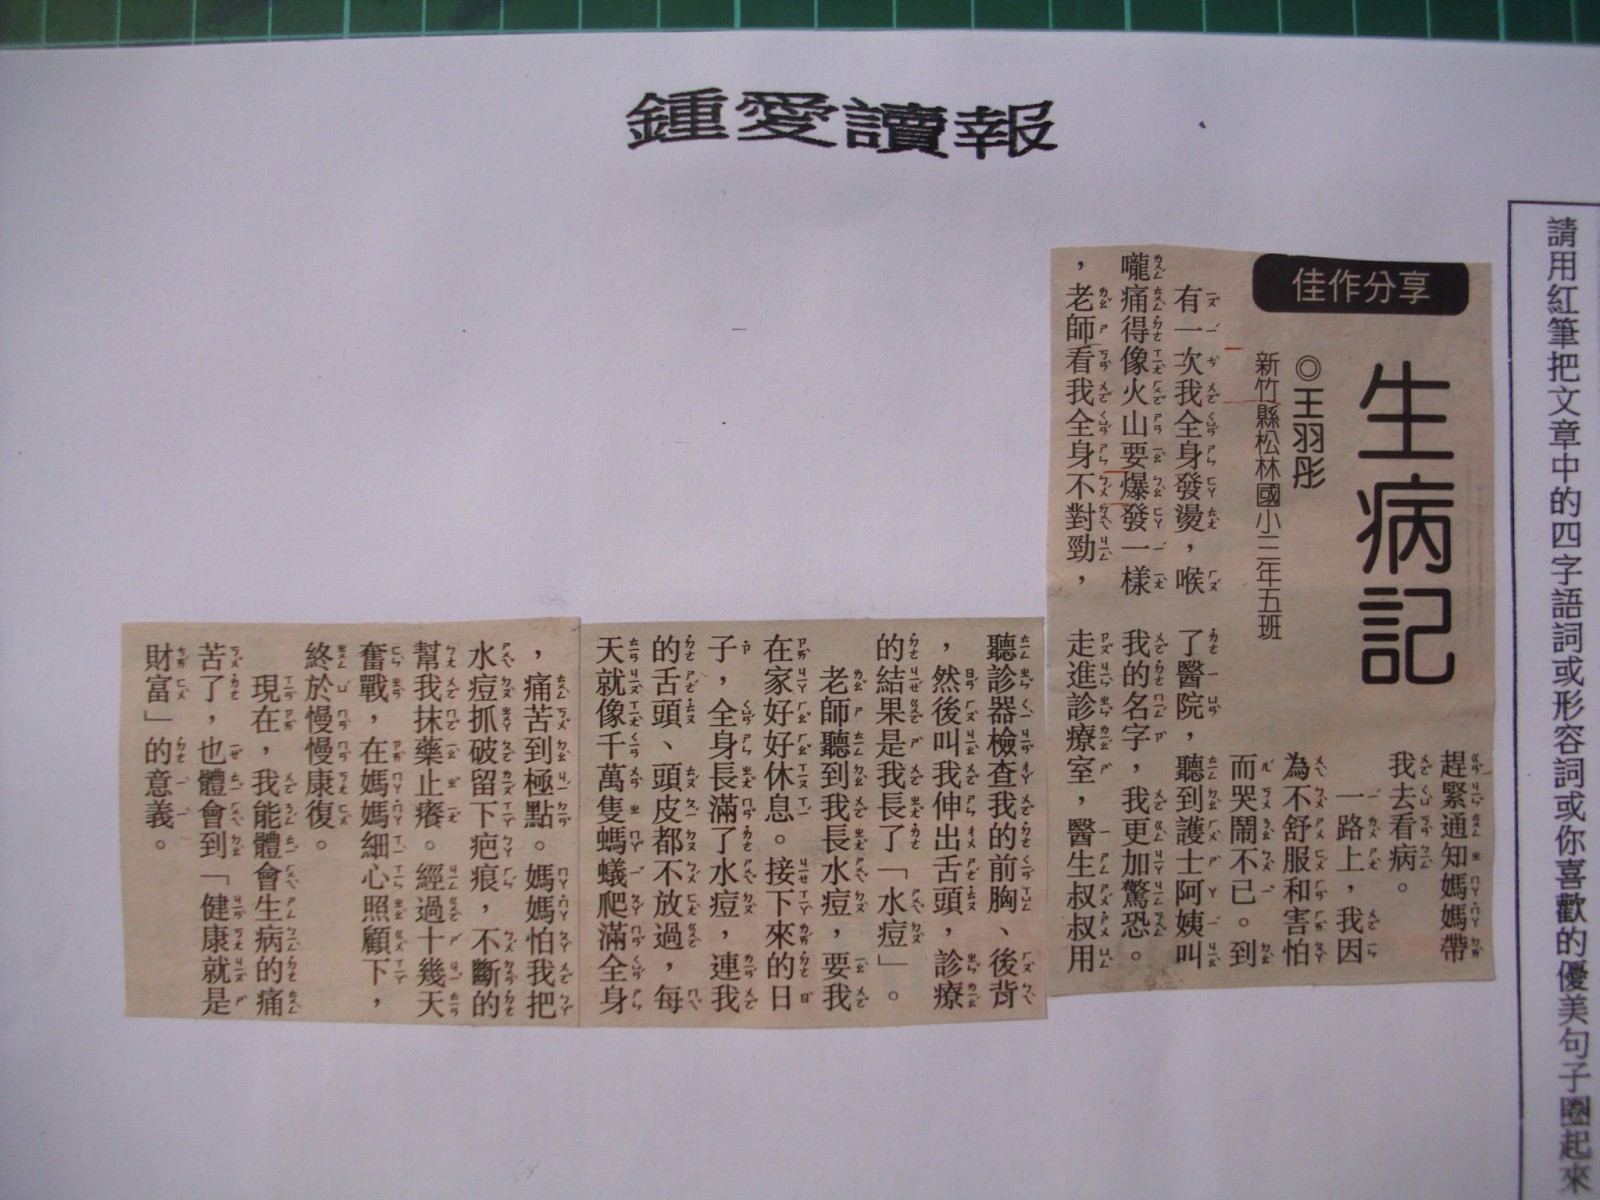 鍾愛讀報
請用紅筆把文章中的四字語詞或形容詞或你喜歡的優美句子圈起來
佳作分享
生病記
◎王羽彤
新竹縣松林國小三年五班
有一次我全身發燙，喉
嚨痛得像火山要爆發一樣
，老師看我全身不對勁，
趕緊通知媽媽帶
我去看病。
一路上，我因
為不舒服和害怕
而哭鬧不已。到
了醫院，聽到護士阿姨叫
我的名字，我更加驚恐。
走進診療室，醫生叔叔用
聽診器檢查我的前胸、後背
，然後叫我伸出舌頭，診療
的結果是我長了「水痘」。
老師聽到我長水痘，要我
在家好好休息。接下來的日
子，全身長滿了水痘，連我
的舌頭、頭皮都不放過，每
天就像千萬隻螞蟻爬滿全身
，痛苦到極點。媽媽怕我把
水痘抓破留下疤痕，不斷的
幫我抹藥止癢。經過十幾天
奮戰，在媽媽細心照顧下，
終於慢慢康復。
現在，我能體會生病的痛
苦了，也體會到「健康就是
財富」的意義。